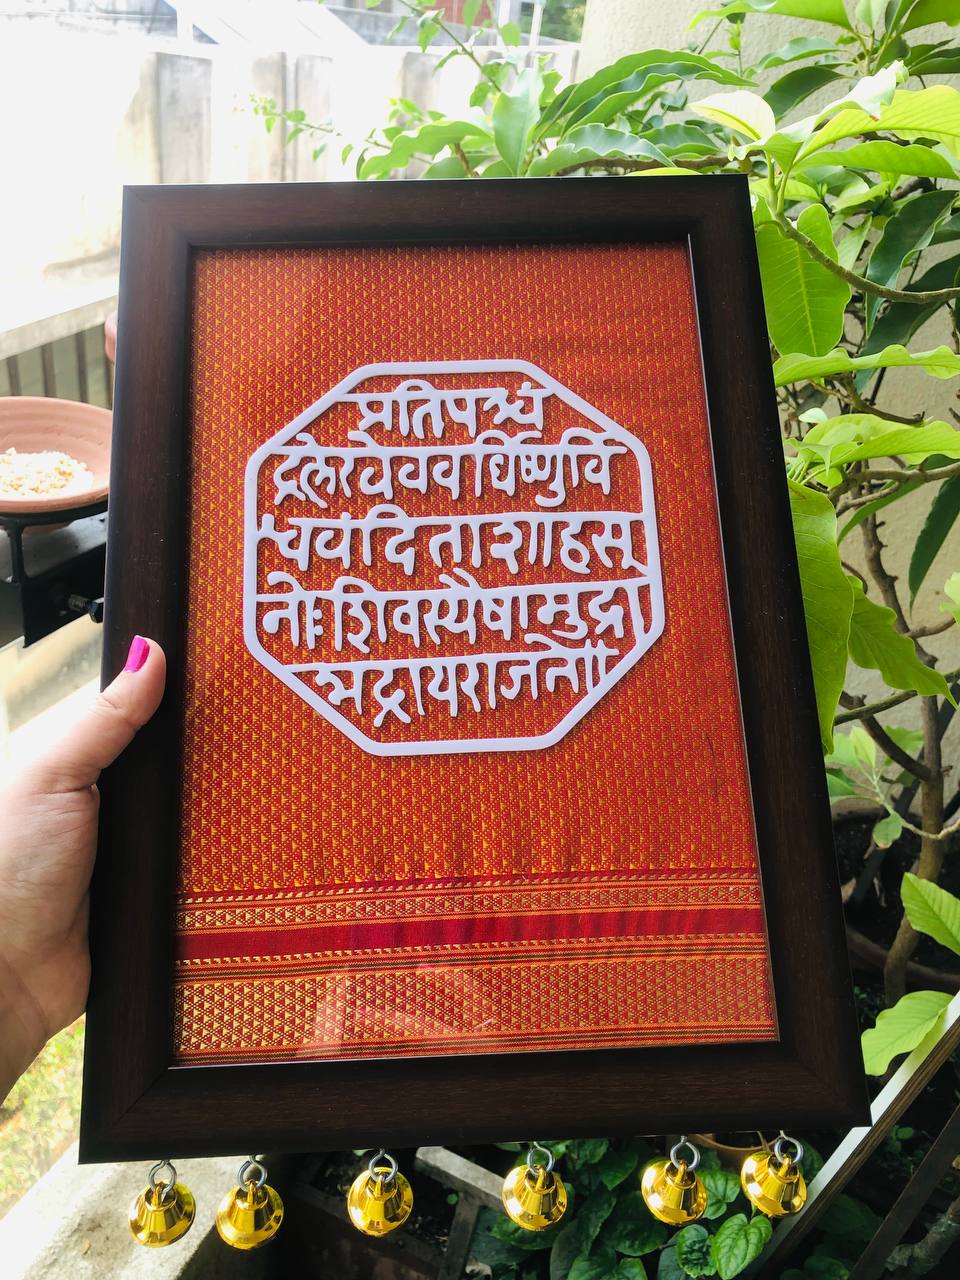 प्रतिपच्चं
द्रलेखेववर्धिष्णुर्वि
श्ववंदिताशाहसू
नोःशिवस्यैषामुद्रा
भद्रायराजते॥